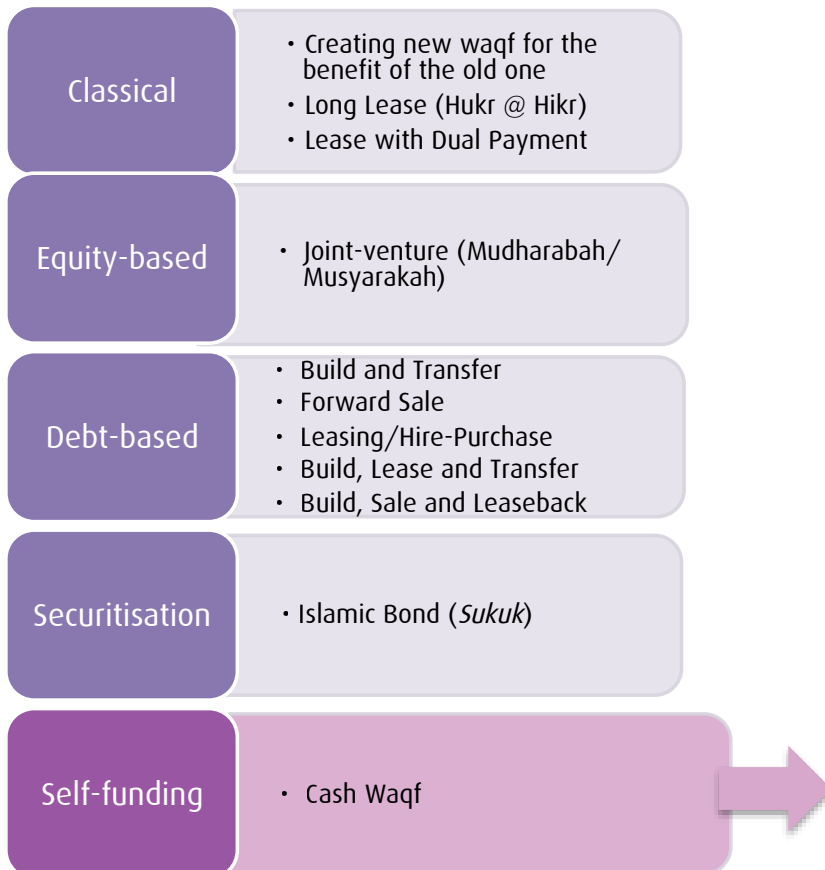 Classical
• Creating new waqf for the
benefit of the old one
• Long Lease (Hukr @ Hikr)
• Lease with Dual Payment
Equity-based
• Joint-venture (Mudharabah/
Musyarakah)
Debt-based
• Build and Transfer
• Forward Sale
• Leasing/Hire-Purchase
• Build, Lease and Transfer
• Build, Sale and Leaseback
Securitisation
• Islamic Bond (Sukuk)
Self-funding
• Cash Waqf